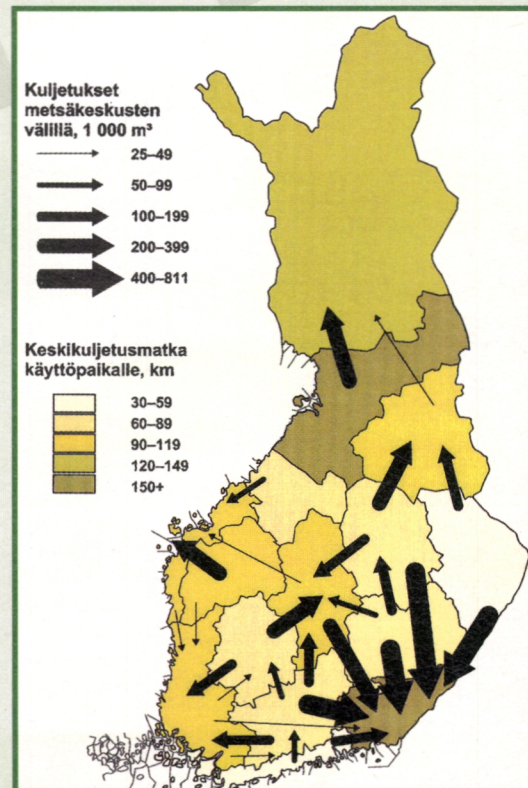 Kuljetukset
metsäkeskusten
välillä, 1 000 m³
25–49
50–99
100–199
200–399
400–811
Keskikuljetusmatka
käyttöpaikalle, km
30–59
60–89
90–119
120–149
150+